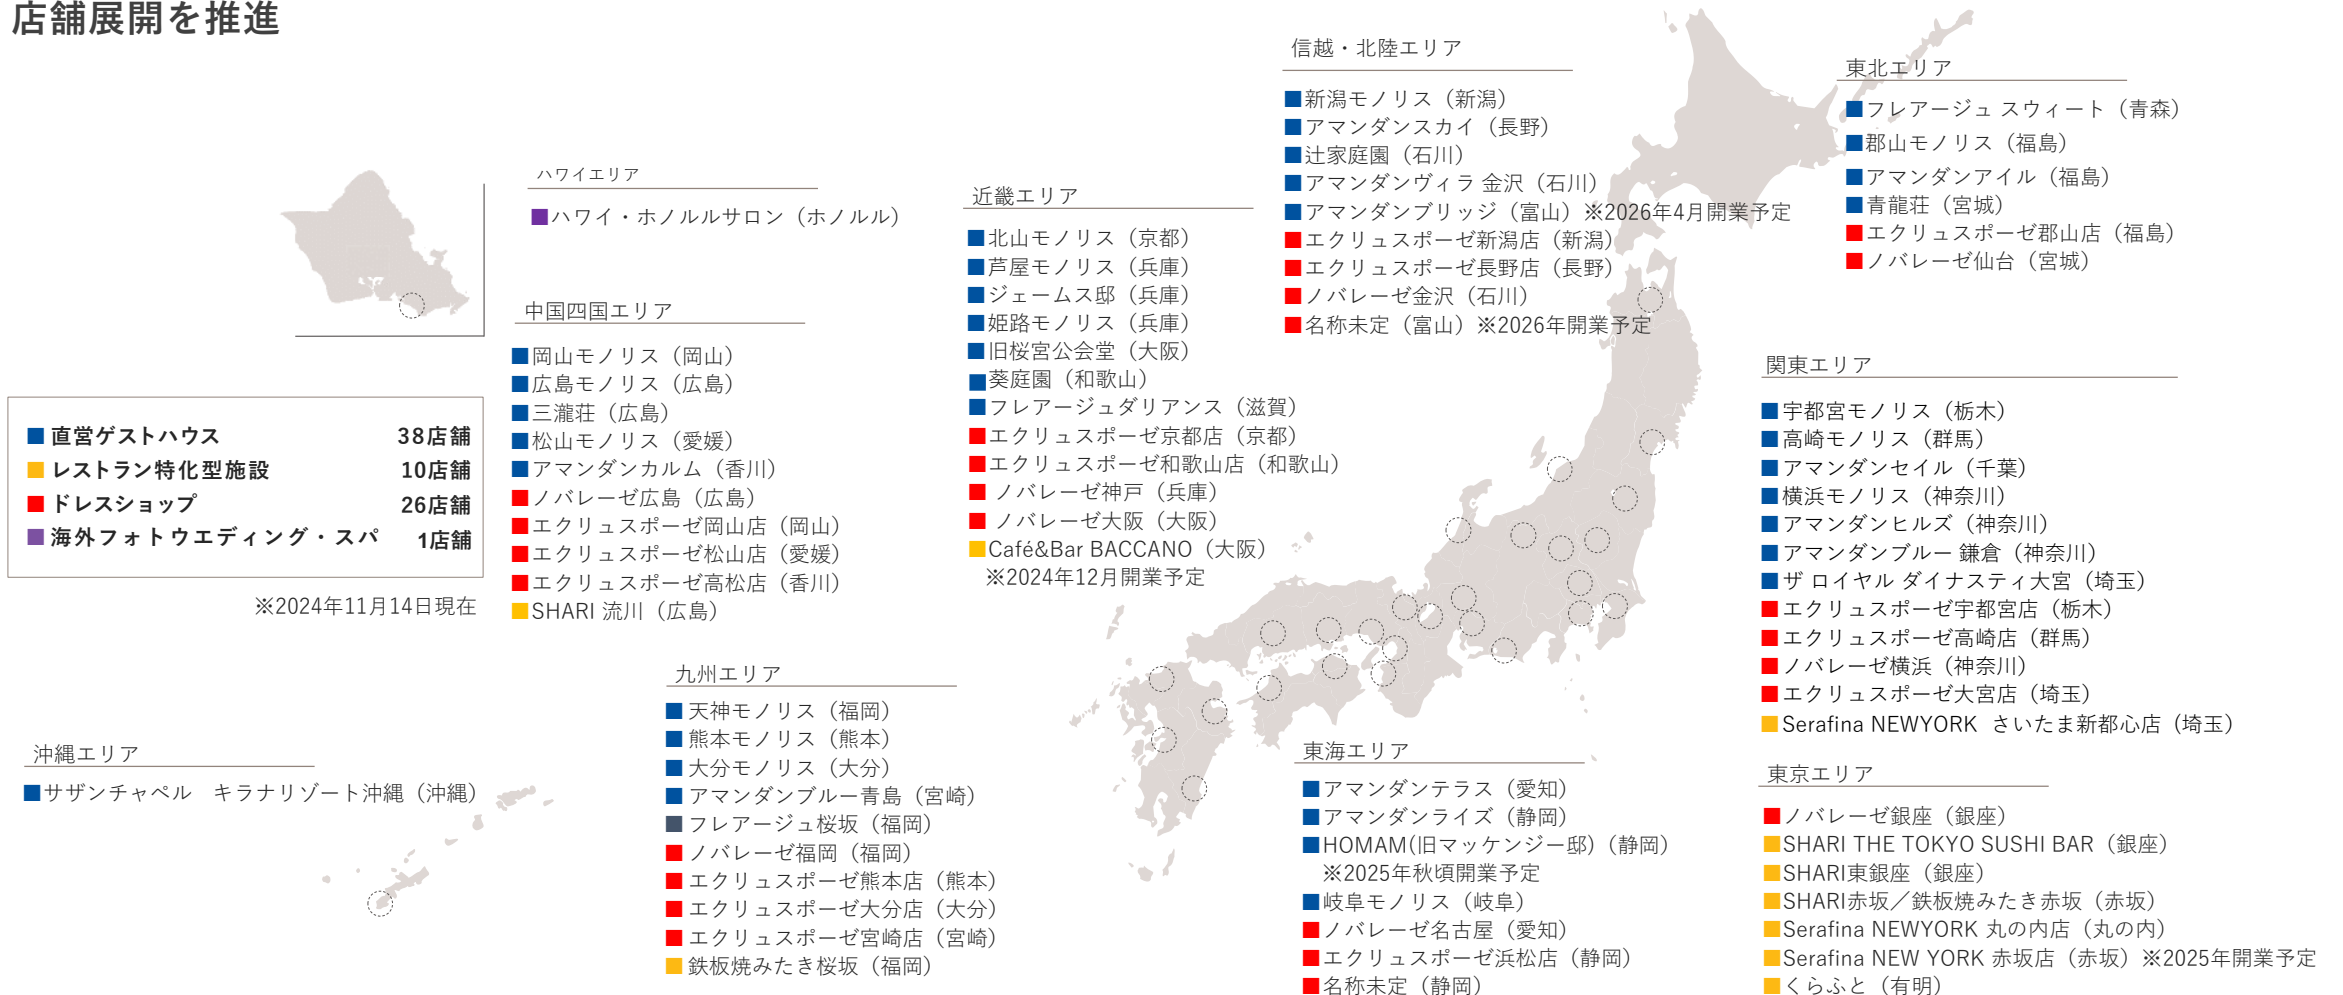 店舗展開を推進
ハワイエリア
■ハワイ・ホノルルサロン（ホノルル）
■直営ゲストハウス 38店舗
■レストラン特化型施設 10店舗
■ドレスショップ 26店舗
■海外フォトウエディング・スパ 1店舗
※2024年11月14日現在
中国四国エリア
■岡山モノリス（岡山）
■広島モノリス（広島）
■三瀧荘（広島）
■松山モノリス（愛媛）
■アマンダンカルム（香川）
■ノバレーゼ広島（広島）
■エクリュスポーゼ岡山店（岡山）
■エクリュスポーゼ松山店（愛媛）
■エクリュスポーゼ高松店（香川）
■SHARI 流川（広島）
近畿エリア
■北山モノリス（京都）
■芦屋モノリス（兵庫）
■ジェームス邸（兵庫）
■姫路モノリス（兵庫）
■旧桜宮公会堂（大阪）
■葵庭園（和歌山）
■フレアージュダリアンス（滋賀）
■エクリュスポーゼ京都店（京都）
■エクリュスポーゼ和歌山店（和歌山）
■ ノバレーゼ神戸（兵庫）
■ ノバレーゼ大阪（大阪）
■Café&Bar BACCANO（大阪）
※2024年12月開業予定
信越・北陸エリア
■新潟モノリス（新潟）
■アマンダンスカイ（長野）
■辻家庭園（石川）
■アマンダンヴィラ 金沢（石川）
■アマンダンブリッジ（富山）※2026年4月開業予定
■エクリュスポーゼ新潟店（新潟）
■エクリュスポーゼ長野店（長野）
■ノバレーゼ金沢（石川）
■名称未定（富山）※2026年開業予定
東北エリア
■フレアージュ スウィート（青森）
■郡山モノリス（福島）
■アマンダンアイル（福島）
■青龍荘（宮城）
■エクリュスポーゼ郡山店（福島）
■ノバレーゼ仙台（宮城）
関東エリア
■宇都宮モノリス（栃木）
■高崎モノリス（群馬）
■アマンダンセイル（千葉）
■横浜モノリス（神奈川）
■アマンダンヒルズ（神奈川）
■アマンダンブルー 鎌倉（神奈川）
■ザ ロイヤル ダイナスティ大宮（埼玉）
■エクリュスポーゼ宇都宮店（栃木）
■エクリュスポーゼ高崎店（群馬）
■ノバレーゼ横浜（神奈川）
■エクリュスポーゼ大宮店（埼玉）
■Serafina NEWYORK さいたま新都心店（埼玉）
沖縄エリア
■サザンチャペル　キラナリゾート沖縄（沖縄）
九州エリア
■ 天神モノリス（福岡）
■ 熊本モノリス（熊本）
■ 大分モノリス（大分）
■ アマンダンブルー青島（宮崎）
■ フレアージュ桜坂（福岡）
■ ノバレーゼ福岡（福岡）
■ エクリュスポーゼ熊本店（熊本）
■ エクリュスポーゼ大分店（大分）
■ エクリュスポーゼ宮崎店（宮崎）
■ 鉄板焼みたき桜坂（福岡）
東海エリア
■アマンダンテラス（愛知）
■アマンダンライズ（静岡）
■HOMAM(旧マッケンジー邸)（静岡）
※2025年秋頃開業予定
■岐阜モノリス（岐阜）
■ノバレーゼ名古屋（愛知）
■エクリュスポーゼ浜松店（静岡）
■名称未定（静岡）
東京エリア
■ノバレーゼ銀座（銀座）
■SHARI THE TOKYO SUSHI BAR（銀座）
■SHARI東銀座（銀座）
■SHARI赤坂／鉄板焼みたき赤坂（赤坂）
■Serafina NEWYORK 丸の内店（丸の内）
■Serafina NEW YORK 赤坂店（赤坂）※2025年開業予定
■くらふと（有明）